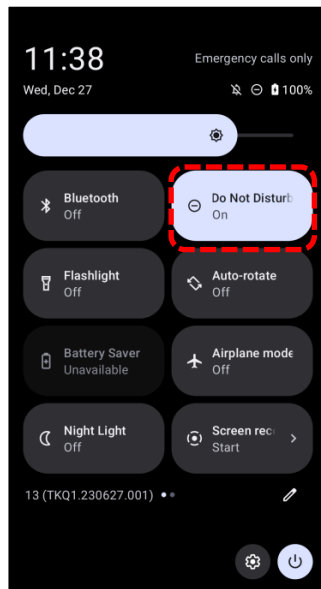 11:38
Emergency calls only
Wed, Dec 27
100%
Bluetooth
Off
Do Not Disturb
On
Flashlight
Off
Auto-rotate
Off
Battery Saver
Unavailable
Airplane mode
Off
Night Light
Off
Screen rec
Start
13 (TKQ1.230627.001)